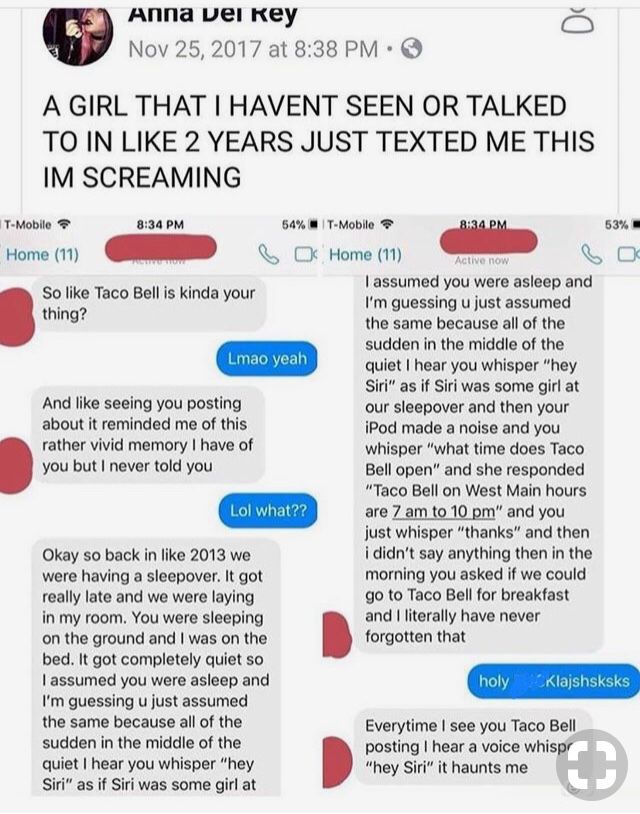 Anna Del Rey
Nov 25, 2017 at 8:38 PM ·
A GIRL THAT I HAVENT SEEN OR TALKED
TO IN LIKE 2 YEARS JUST TEXTED ME THIS
IM SCREAMING
T-Mobile 8:34 PM 54%
Home (11)
Active now
So like Taco Bell is kinda your
thing?
Lmao yeah
And like seeing you posting
about it reminded me of this
rather vivid memory I have of
you but I never told you
Lol what??
Okay so back in like 2013 we
were having a sleepover. It got
really late and we were laying
in my room. You were sleeping
on the ground and I was on the
bed. It got completely quiet so
I assumed you were asleep and
I'm guessing u just assumed
the same because all of the
sudden in the middle of the
quiet I hear you whisper "hey
Siri" as if Siri was some girl at
T-Mobile 8:34 PM 53%
Home (11)
Active now
I assumed you were asleep and
I'm guessing u just assumed
the same because all of the
sudden in the middle of the
quiet I hear you whisper "hey
Siri" as if Siri was some girl at
our sleepover and then your
iPod made a noise and you
whisper "what time does Taco
Bell open" and she responded
"Taco Bell on West Main hours
are 7 am to 10 pm" and you
just whisper "thanks" and then
i didn't say anything then in the
morning you asked if we could
go to Taco Bell for breakfast
and I literally have never
forgotten that
holy Klajshsksks
Everytime I see you Taco Bell
posting I hear a voice whisp
"hey Siri" it haunts me